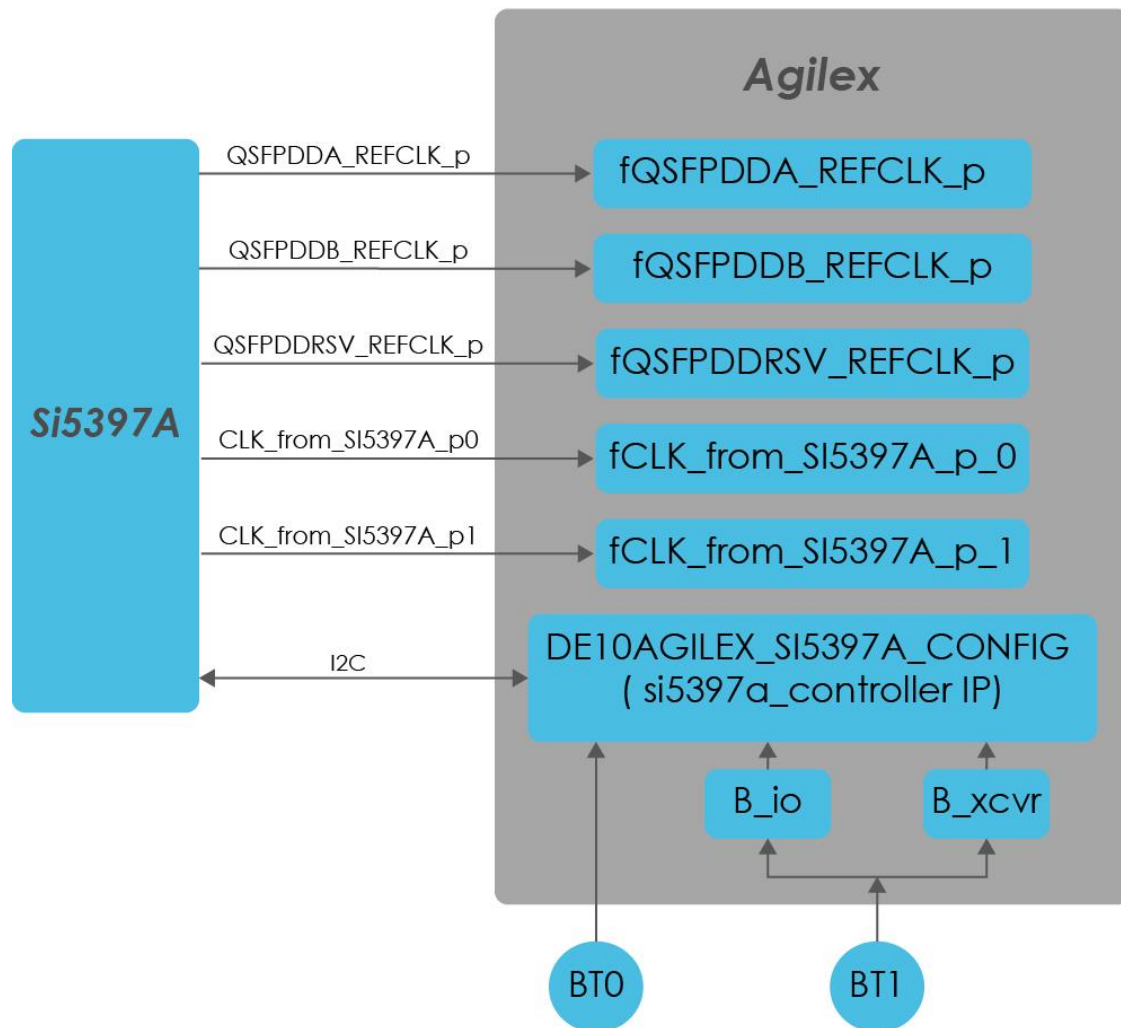 Agilex
Si5397A
QSFPDDA_REFCLK_p
fQSFPDDA_REFCLK_p
QSFPDDB_REFCLK_p
fQSFPDDB_REFCLK_p
QSFPDDRSV_REFCLK_p
fQSFPDDRSV_REFCLK_p
CLK_from_SI5397A_p0
fCLK_from_SI5397A_p_0
CLK_from_SI5397A_p1
fCLK_from_SI5397A_p_1
I2C
DE10AGILEX_SI5397A_CONFIG
( si5397a_controller IP)
B_io
B_xcvr
BT0
BT1